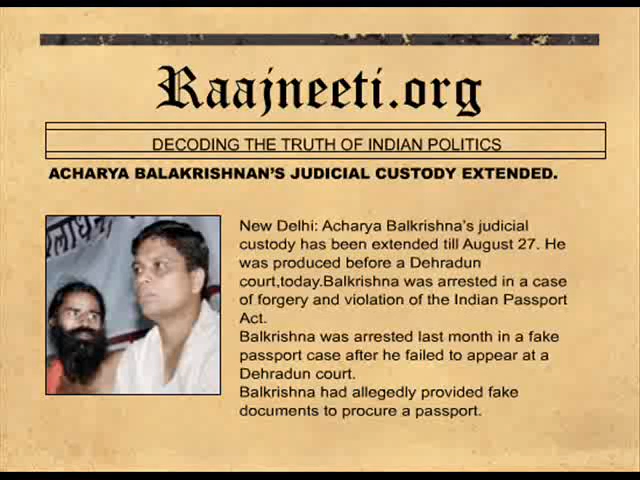 Raajneeti.org
DECODING THE TRUTH OF INDIAN POLITICS
ACHARYA BALAKRISHNAN'S JUDICIAL CUSTODY EXTENDED.
New Delhi: Acharya Balkrishna's judicial
custody has been extended till August 27. He
was produced before a Dehradun
court,today.Balkrishna was arrested in a case
of forgery and violation of the Indian Passport
Act.
Balkrishna was arrested last month in a fake
passport case after he failed to appear at a
Dehradun court.
Balkrishna had allegedly provided fake
documents to procure a passport.